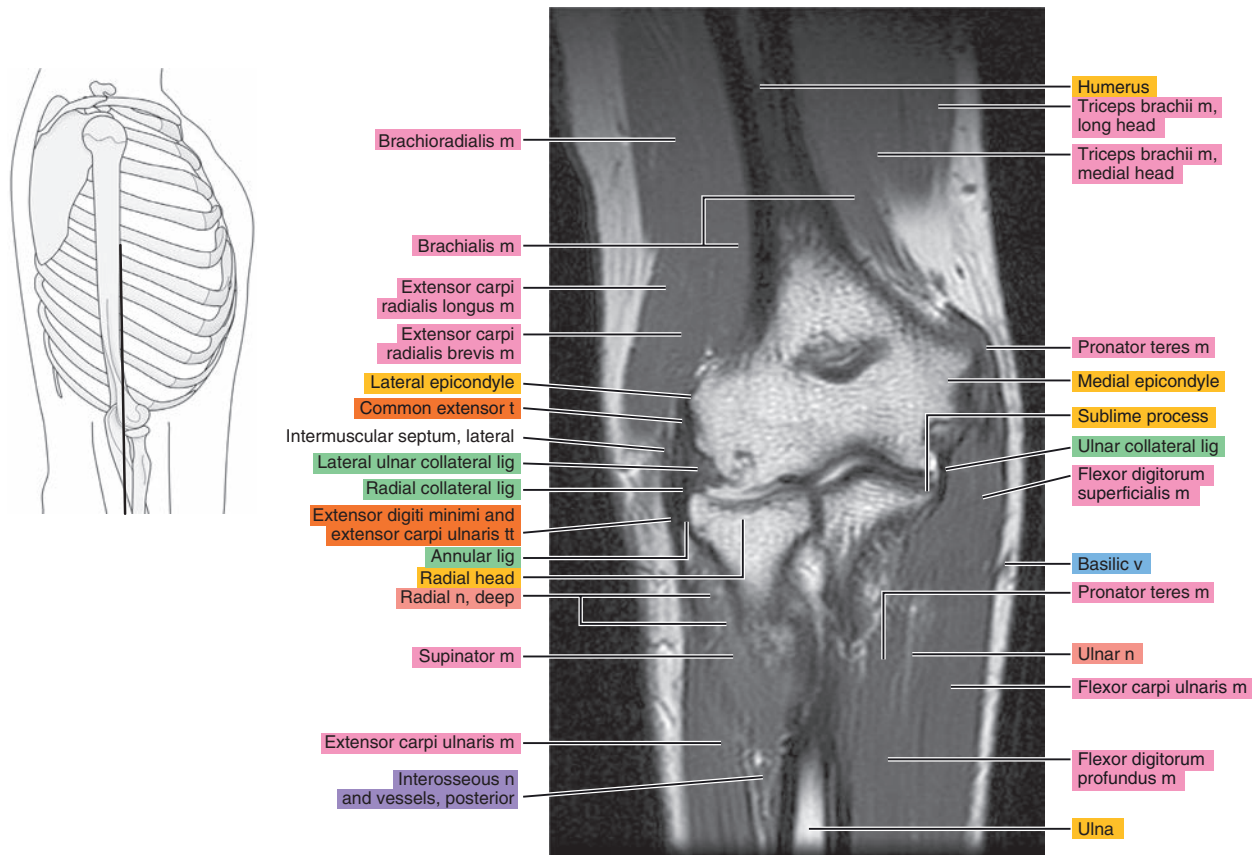 Brachioradialis m
Brachialis m
Extensor carpi
radialis longus m
Extensor carpi
radialis brevis m
Lateral epicondyle
Common extensor t
Intermuscular septum, lateral
Lateral ulnar collateral lig
Radial collateral lig
Extensor digiti minimi and
extensor carpi ulnaris tt
Annular lig
Radial head
Radial n, deep
Supinator m
Extensor carpi ulnaris m
Interosseous n
and vessels, posterior
Humerus
Triceps brachii m,
long head
Triceps brachii m,
medial head
Pronator teres m
Medial epicondyle
Sublime process
Ulnar collateral lig
Flexor digitorum
superficialis m
Basilic v
Pronator teres m
Ulnar n
Flexor carpi ulnaris m
Flexor digitorum
profundus m
Ulna